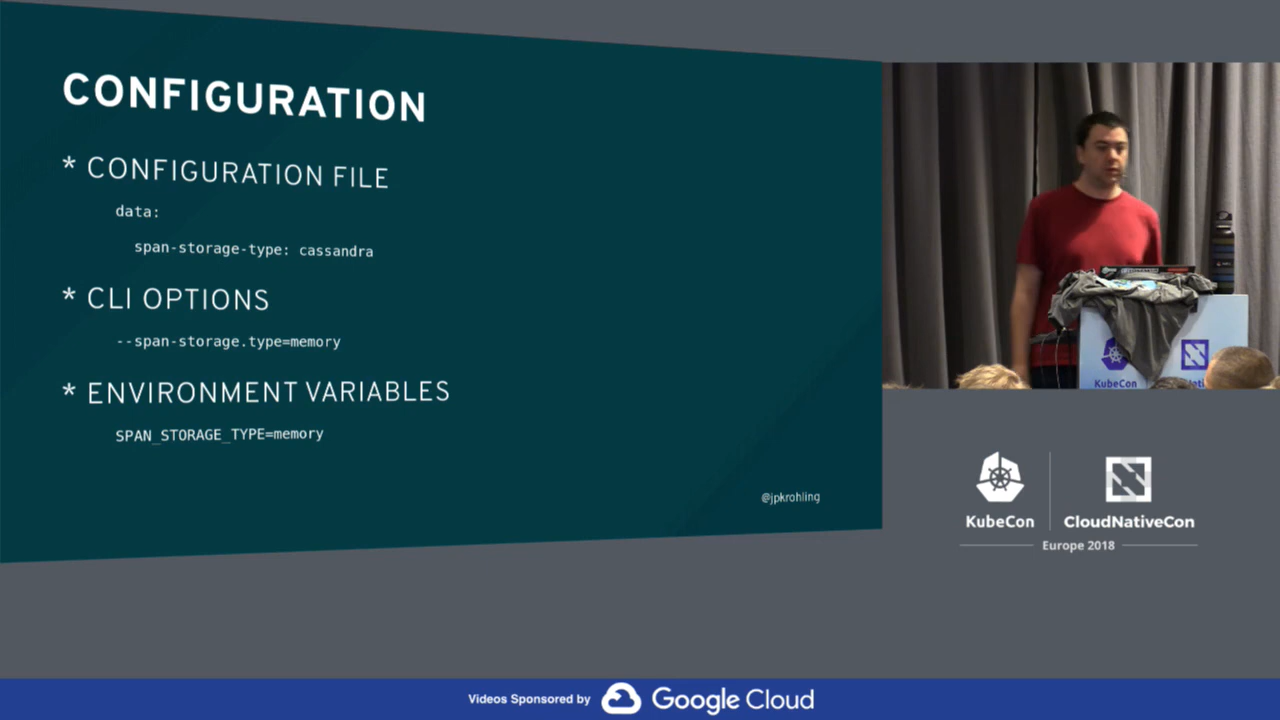 CONFIGURATION
* CONFIGURATION FILE
data:
span-storage-type: cassandra
* CLI OPTIONS
--span-storage.type=memory
* ENVIRONMENT VARIABLES
SPAN_STORAGE_TYPE=memory
@jpkrohling
KubeCon
KubeCon
CloudNativeCon
Europe 2018
Videos Sponsored by Google Cloud